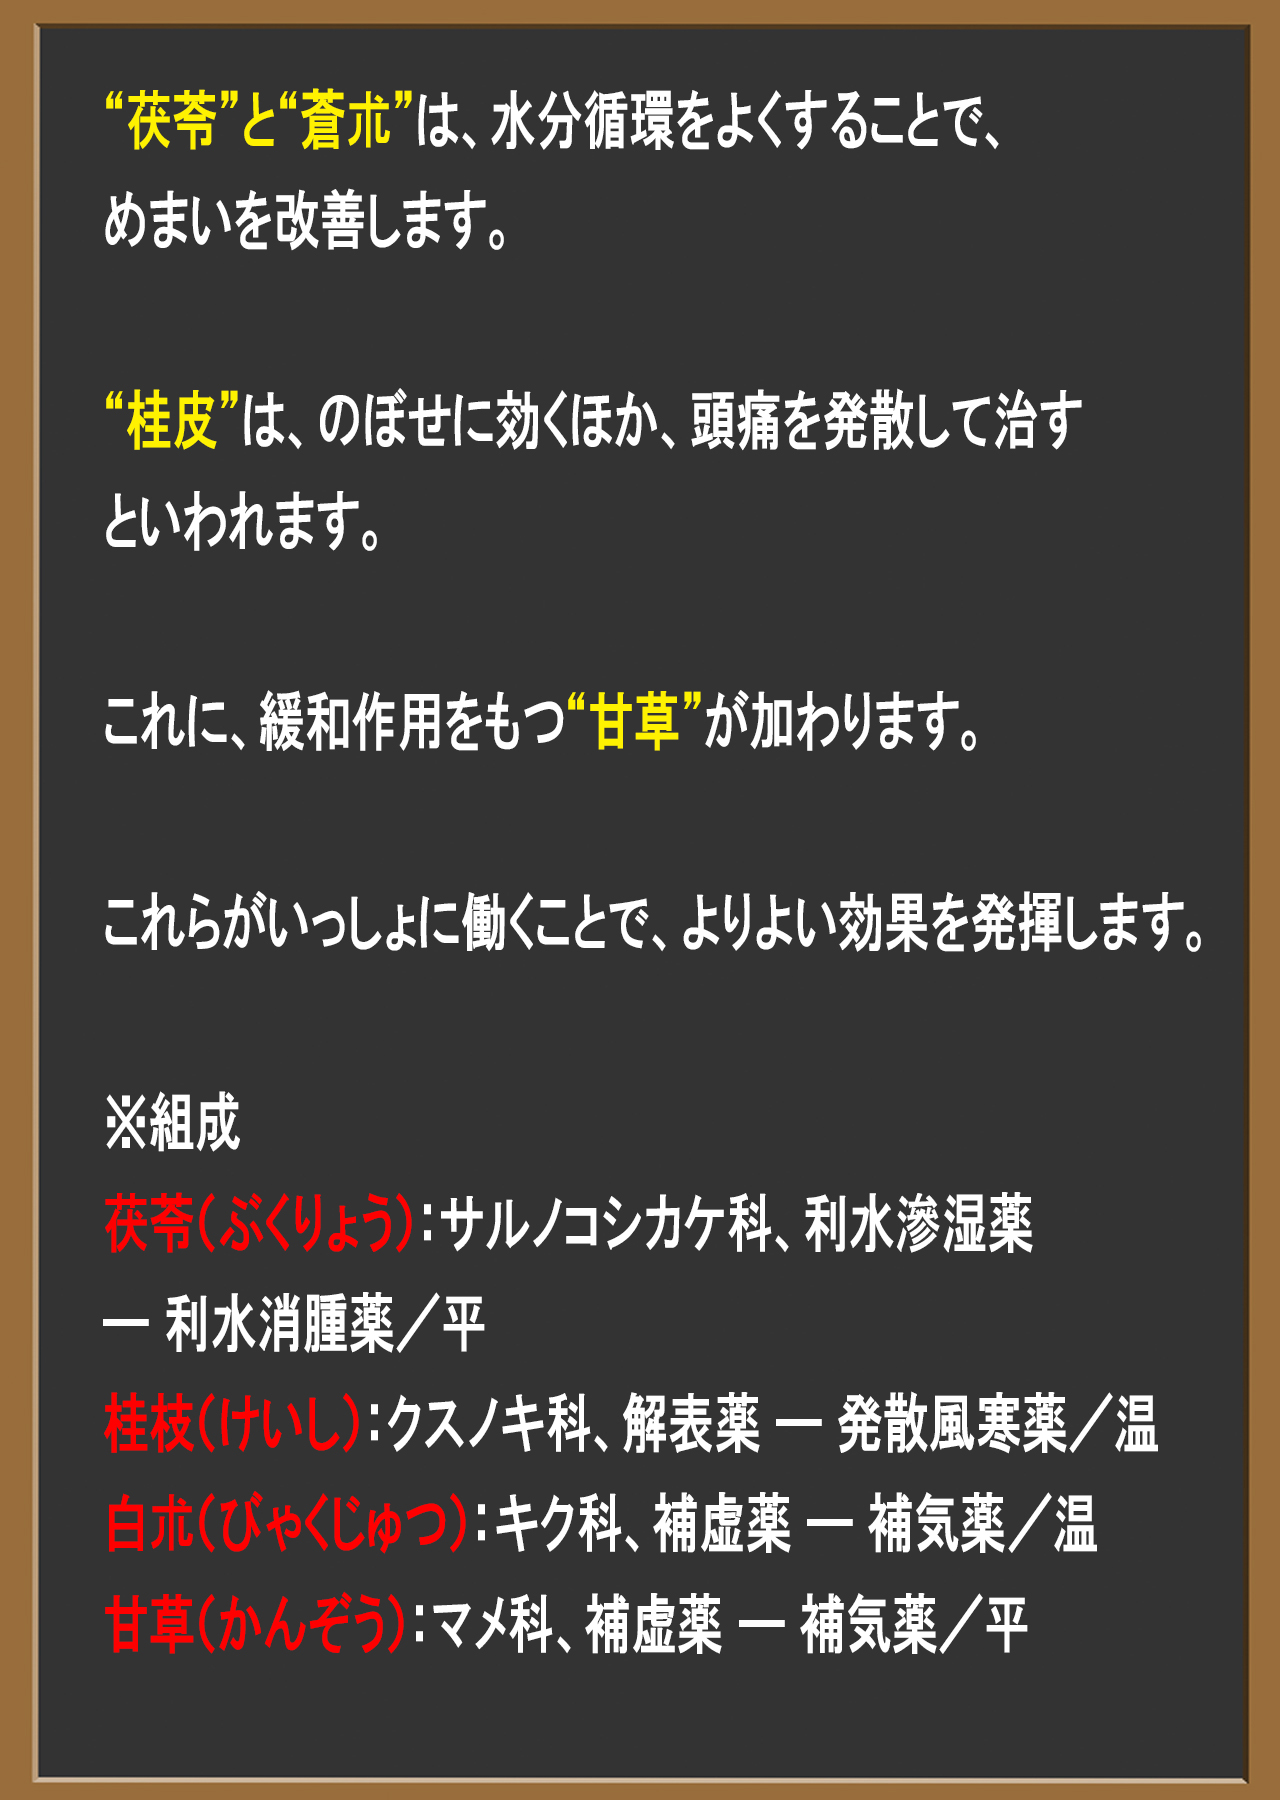 “茯苓”と“蒼朮”は、水分循環をよくすることで、
めまいを改善します。
“桂皮”は、のぼせに効くほか、頭痛を発散して治す
といわれます。
これに、緩和作用をもつ“甘草”が加わります。
これらがいっしょに働くことで、よりよい効果を発揮します。
※組成
茯苓（ぶくりょう）：サルノコシカケ科、利水滲湿薬
― 利水消腫薬／平
桂枝（けいし）：クスノキ科、解表薬 ― 発散風寒薬／温
白朮（びゃくじゅつ）：キク科、補虚薬 ― 補気薬／温
甘草（かんぞう）：マメ科、補虚薬 ― 補気薬／平